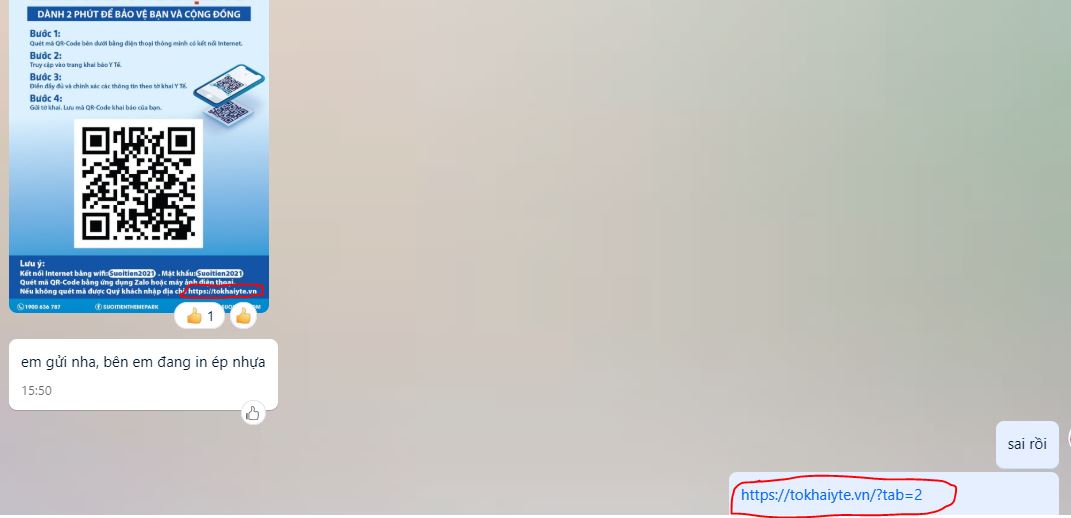 DÀNH 2 PHÚT ĐỂ BẢO VỆ BẠN VÀ CỘNG ĐỒNG
Bước 1:
Quét mã QR-Code bên dưới bằng điện thoại thông minh có kết nối Internet.
Bước 2:
Truy cập vào trang khai báo Y Tế.
Bước 3:
Điền đầy đủ và chính xác các thông tin theo tờ khai Y Tế.
Bước 4:
Gửi tờ khai. Lưu mã QR-Code khai báo của bạn.
Lưu ý:
Kết nối Internet bằng wifi: Suoitien2021 . Mật khẩu: Suoitien2021
Quét mã QR-Code bằng ứng dụng Zalo hoặc máy ảnh điện thoại.
Nếu không quét mã được Quý khách nhập địa chỉ: https://tokhaiyte.vn
1900 636 787 SUOITIENTHEMEPARK
1
em gửi nha, bên em đang in ép nhựa
15:50
sai rồi
https://tokhaiyte.vn/?tab=2